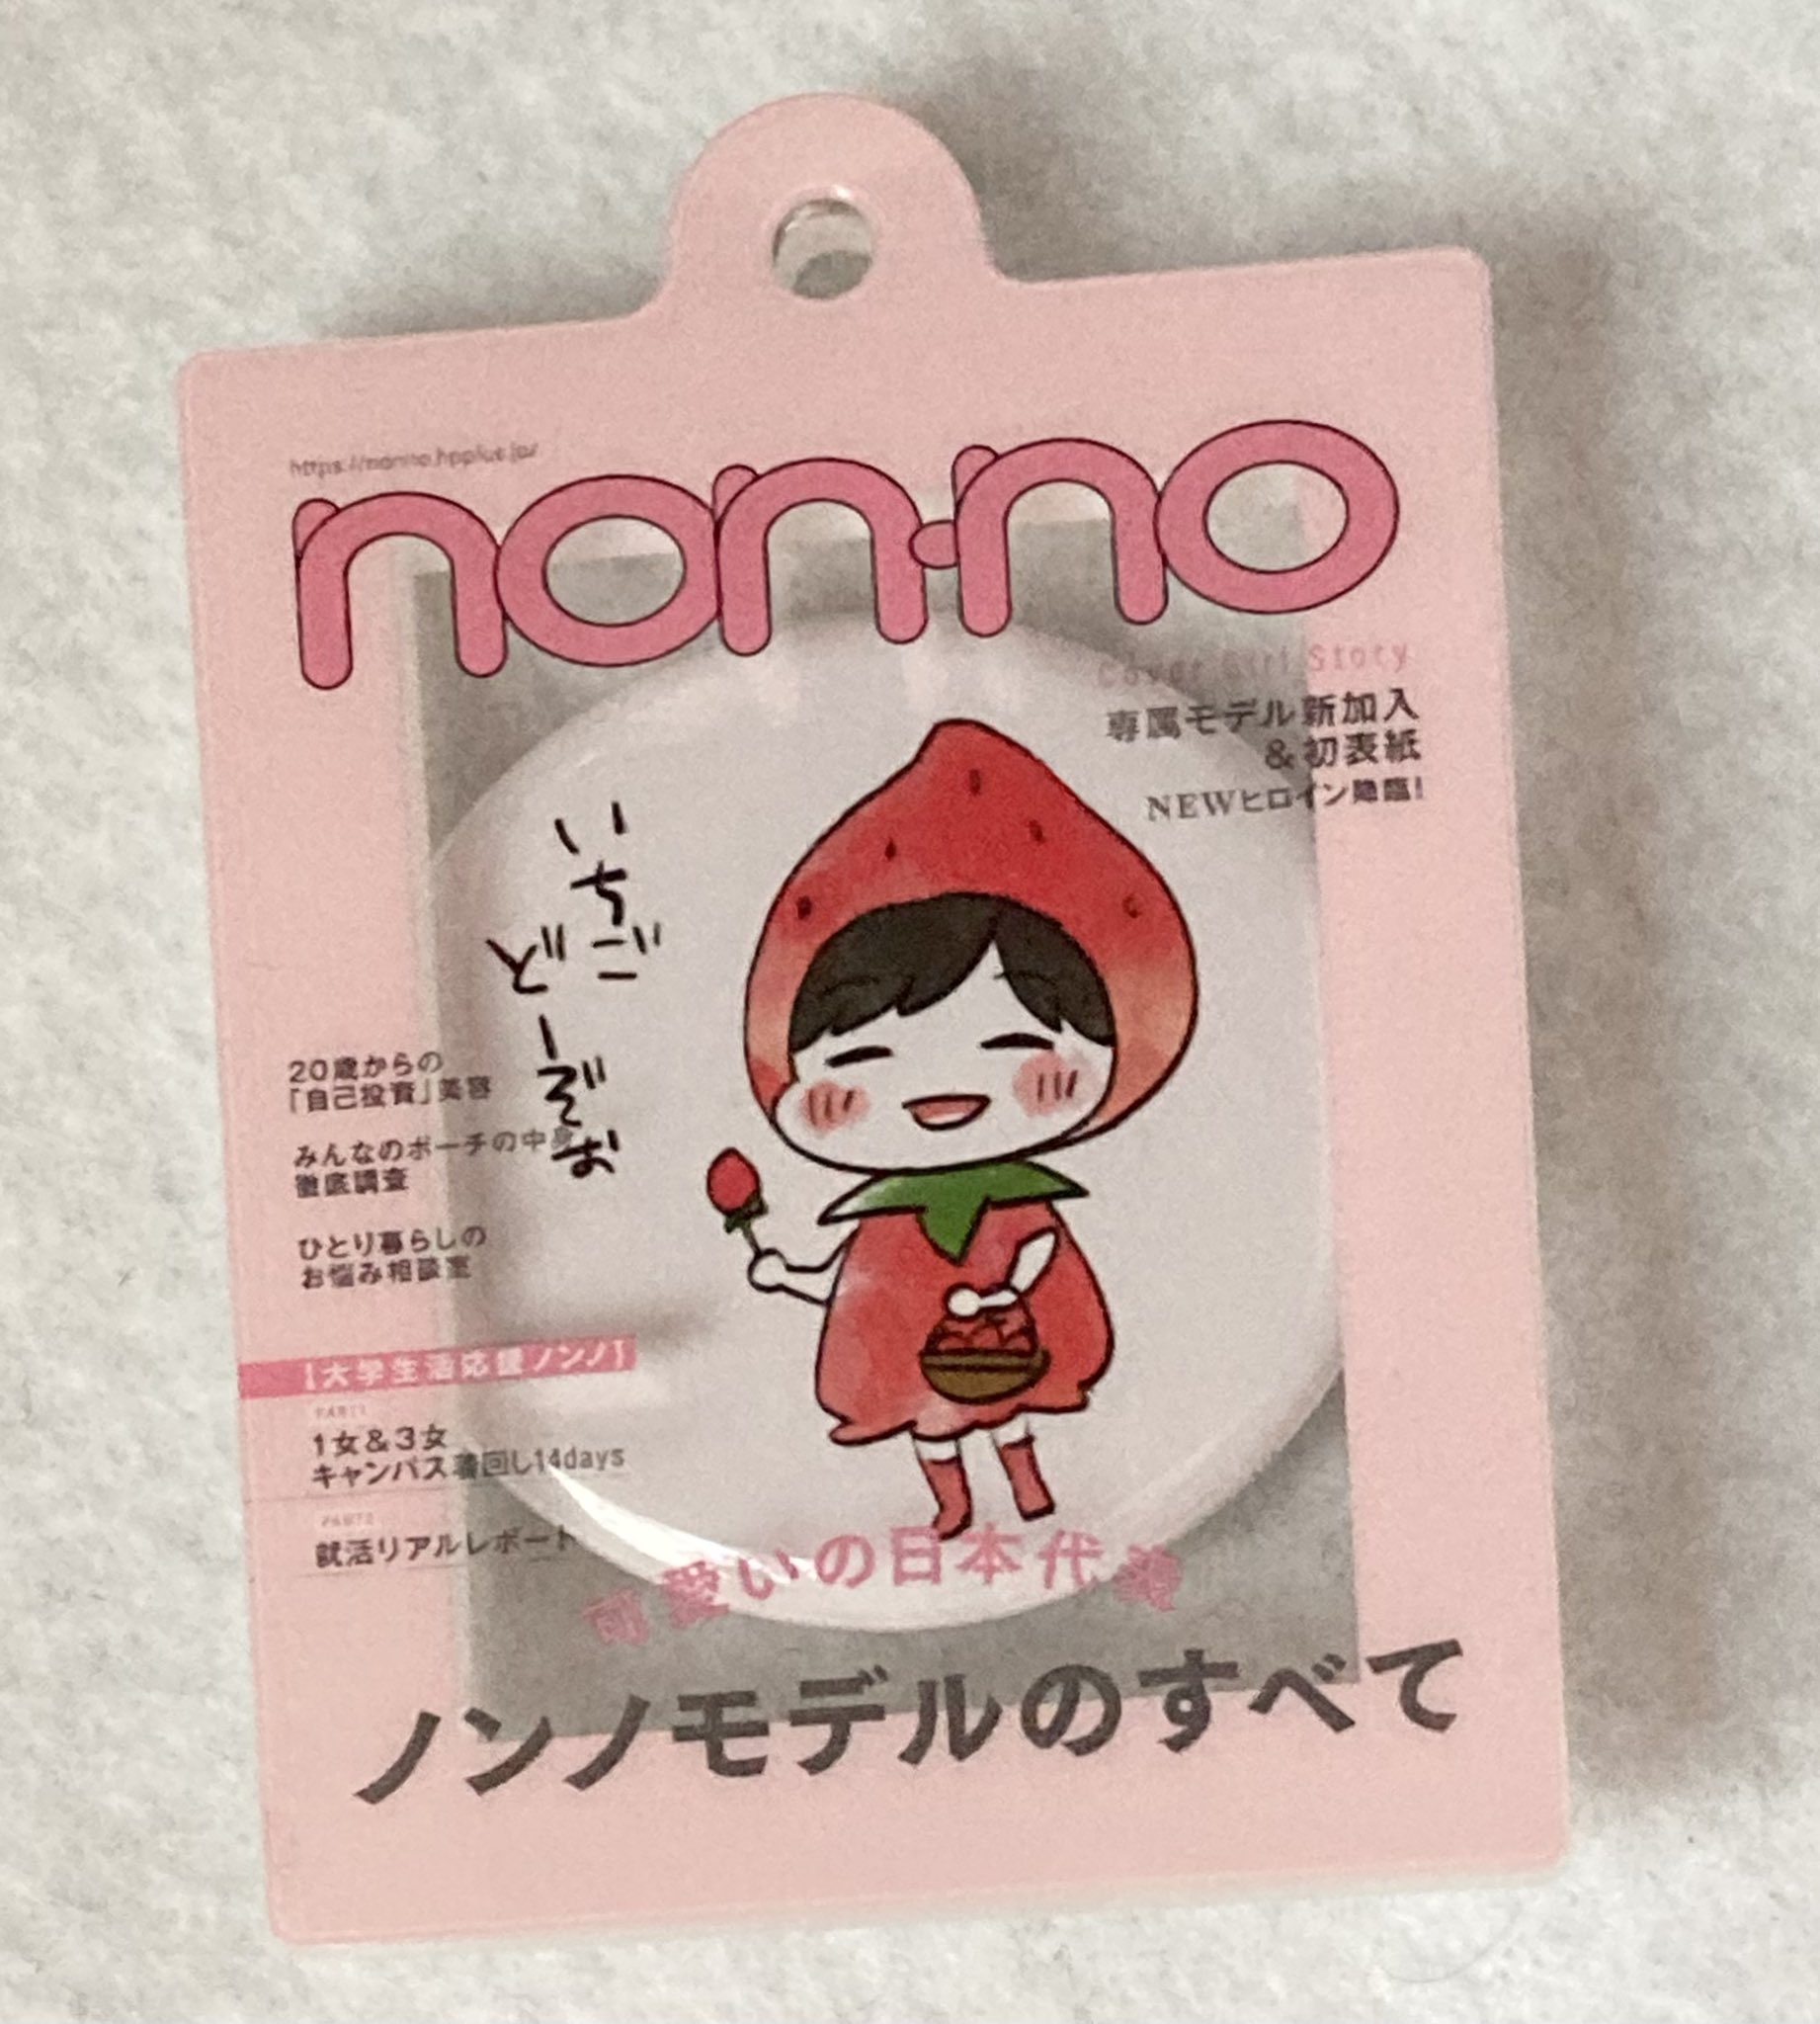 https://nonno.hpplus.jp/
non-no
Cover Girl Story
専属モデル新加入
&初表紙
NEWヒロイン降臨!
いちご
どーぞぉ
20歳からの
「自己投資」美容
みんなのポーチの中身
徹底調査
ひとり暮らしの
お悩み相談室
【大学生活応援ノンノ】
PART1
1女&3女
キャンパス着回し14days
PART2
就活リアルレポート
可愛いの日本代表
ノンノモデルのすべて